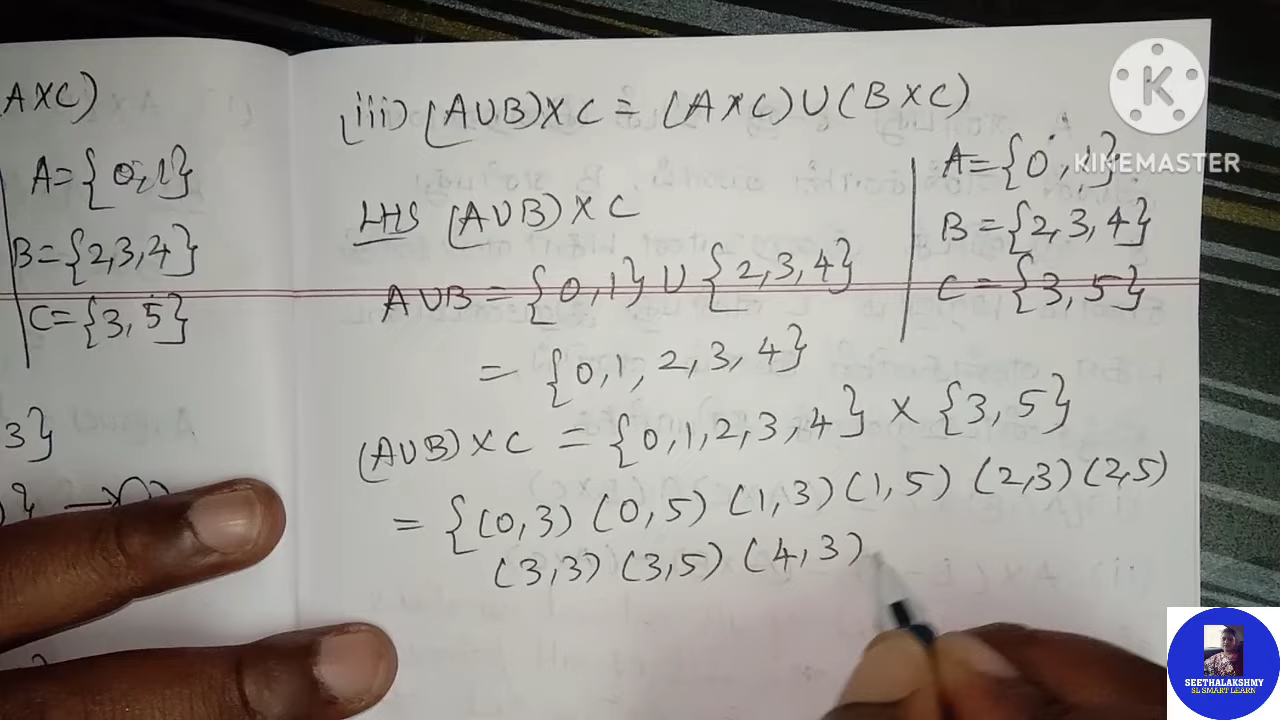 AXC)
A={0,1}
B={2,3,4}
C={3,5}
3}
(iii) (AUB)XC = (AXC)U(BXC)
LHS (AUB)XC
A={0,1}
B={2,3,4}
C={3,5}
AUB = {0,1} U {2,3,4}
= {0,1,2,3,4}
(AUB)XC = {0,1,2,3,4} X {3,5}
= {(0,3) (0,5) (1,3) (1,5) (2,3) (2,5)
(3,3) (3,5) (4,3)
KINEMASTER
SEETHALAKSHMY
SL SMART LEARN